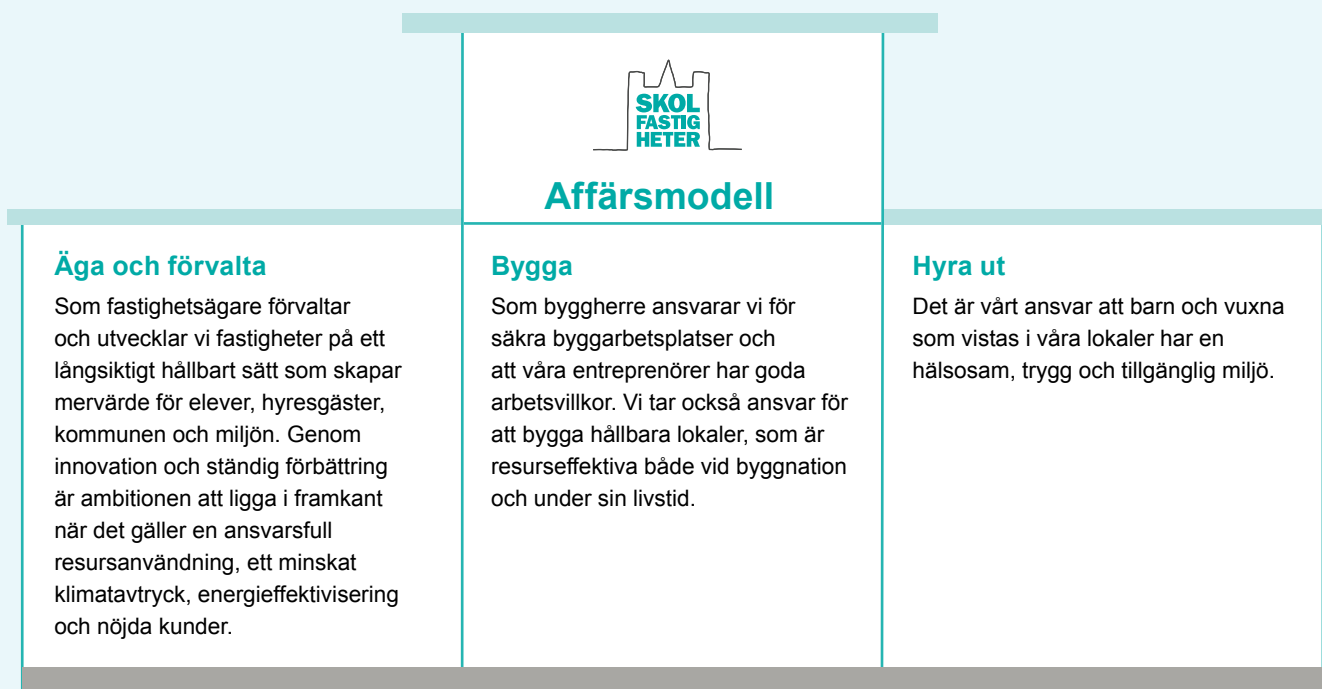 SKOL
FASTIG
HETER
Affärsmodell
Äga och förvalta
Som fastighetsägare förvaltar
och utvecklar vi fastigheter på ett
långsiktigt hållbart sätt som skapar
mervärde för elever, hyresgäster,
kommunen och miljön. Genom
innovation och ständig förbättring
är ambitionen att ligga i framkant
när det gäller en ansvarsfull
resursanvändning, ett minskat
klimatavtryck, energieffektivisering
och nöjda kunder.
Bygga
Som byggherre ansvarar vi för
säkra byggarbetsplatser och
att våra entreprenörer har goda
arbetsvillkor. Vi tar också ansvar för
att bygga hållbara lokaler, som är
resurseffektiva både vid byggnation
och under sin livstid.
Hyra ut
Det är vårt ansvar att barn och vuxna
som vistas i våra lokaler har en
hälsosam, trygg och tillgänglig miljö.